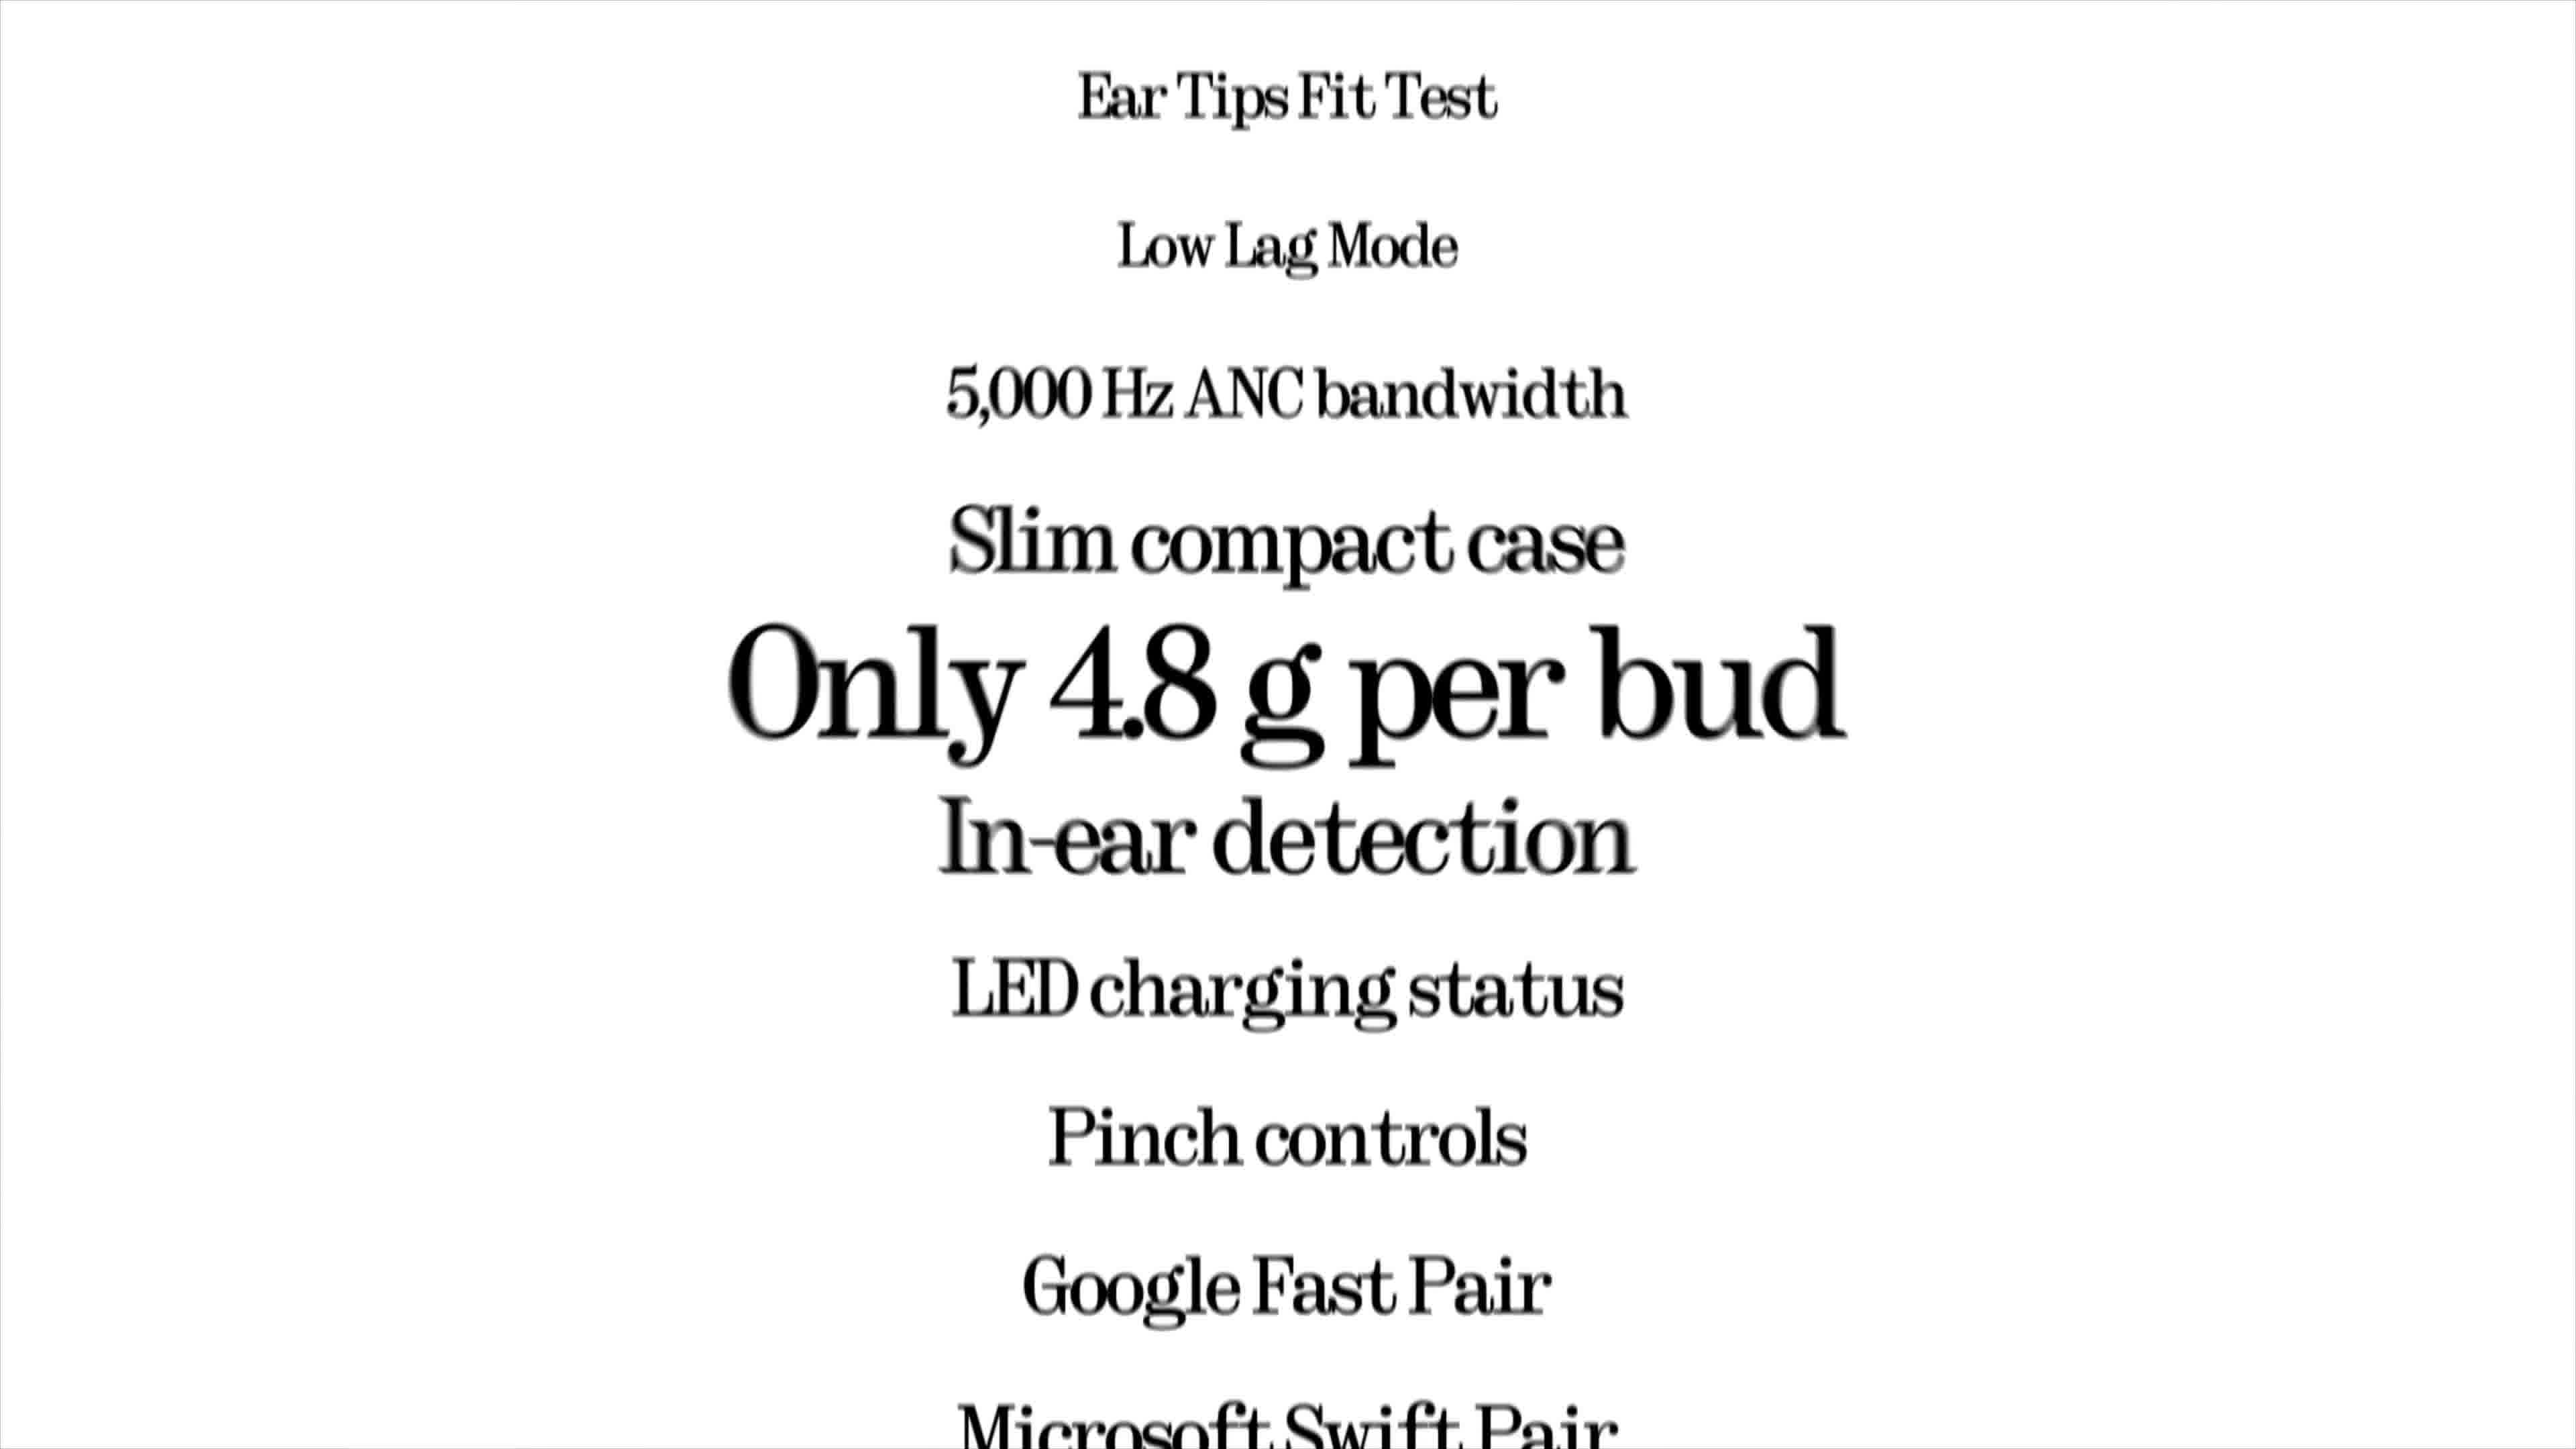 Ear Tips Fit Test
Low Lag Mode
5,000 Hz ANC bandwidth
Slim compact case
Only 4.8 g per bud
In-ear detection
LED charging status
Pinch controls
Google Fast Pair
Microsoft Swift Pair